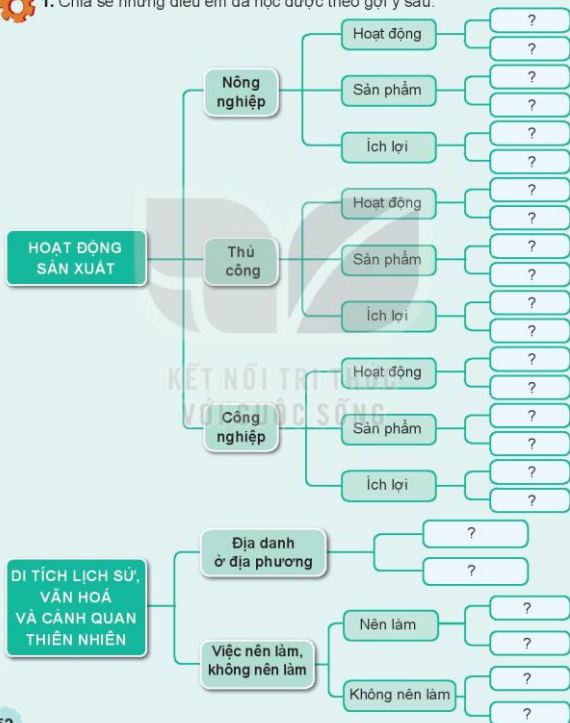 1. Chia sẻ những điều em đã học được theo gợi ý sau:
HOẠT ĐỘNG
SẢN XUẤT
Nông
nghiệp
Hoạt động
?
?
Sản phẩm
?
?
Ích lợi
?
?
Thủ
công
Hoạt động
?
?
Sản phẩm
?
?
Ích lợi
?
?
Công
nghiệp
Hoạt động
?
?
Sản phẩm
?
?
Ích lợi
?
?
KẾT NỐI TRI THỨC
VỚI CUỘC SỐNG
DI TÍCH LỊCH SỬ,
VĂN HOÁ
VÀ CẢNH QUAN
THIÊN NHIÊN
Địa danh
ở địa phương
?
?
Việc nên làm,
không nên làm
Nên làm
?
?
Không nên làm
?
?